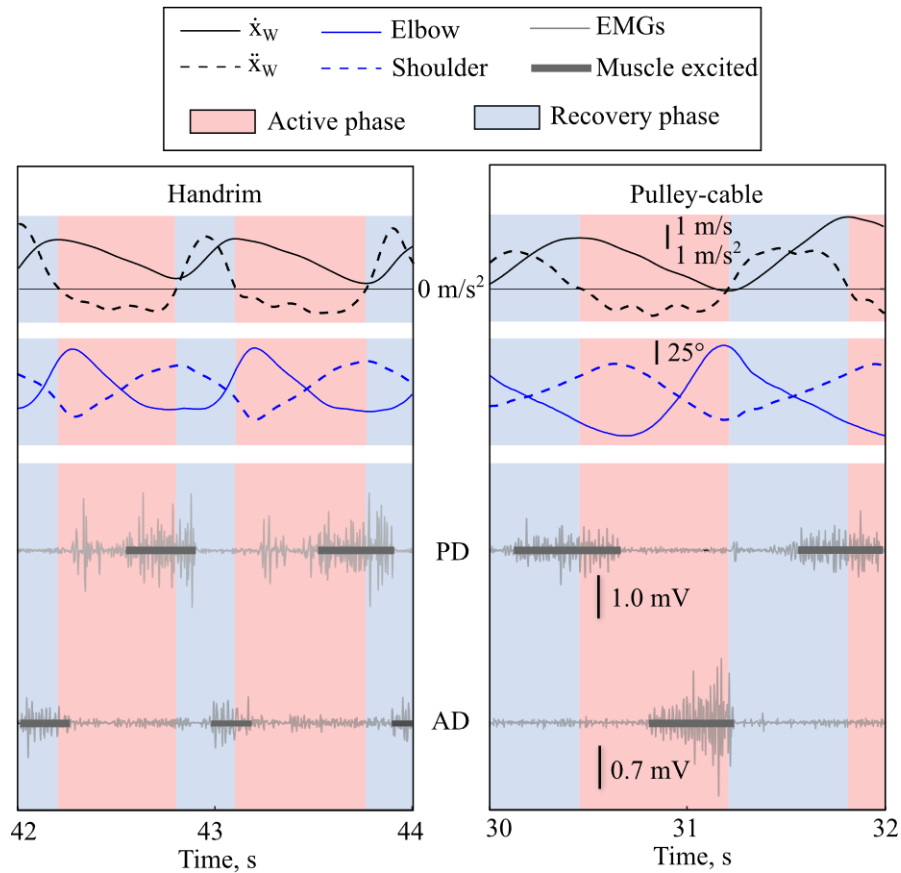 ẋW Elbow EMGs
ẍW Shoulder Muscle excited
Active phase Recovery phase
Handrim
Pulley-cable
1 m/s
1 m/s²
0 m/s²
25°
PD
1.0 mV
AD
0.7 mV
42 43 44
30 31 32
Time, s
Time, s